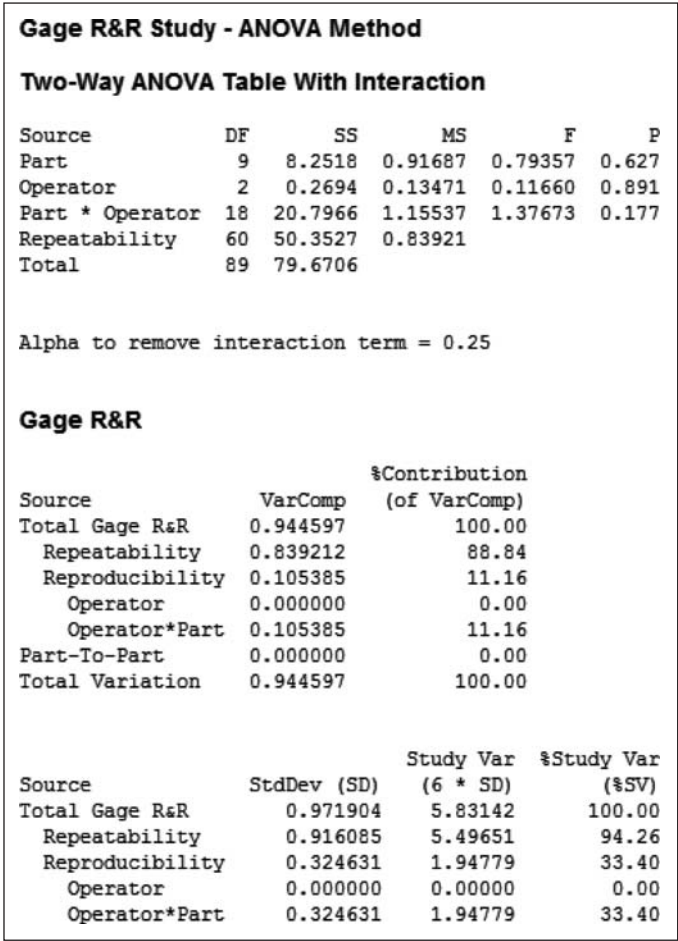 Gage R&R Study - ANOVA Method
Two-Way ANOVA Table With Interaction
Source DF SS MS F P
Part 9 8.2518 0.91687 0.79357 0.627
Operator 2 0.2694 0.13471 0.11660 0.891
Part * Operator 18 20.7966 1.15537 1.37673 0.177
Repeatability 60 50.3527 0.83921
Total 89 79.6706
Alpha to remove interaction term = 0.25
Gage R&R
%Contribution
Source VarComp (of VarComp)
Total Gage R&R 0.944597 100.00
Repeatability 0.839212 88.84
Reproducibility 0.105385 11.16
Operator 0.000000 0.00
Operator*Part 0.105385 11.16
Part-To-Part 0.000000 0.00
Total Variation 0.944597 100.00
Study Var %Study Var
Source StdDev (SD) (6 * SD) (%SV)
Total Gage R&R 0.971904 5.83142 100.00
Repeatability 0.916085 5.49651 94.26
Reproducibility 0.324631 1.94779 33.40
Operator 0.000000 0.00000 0.00
Operator*Part 0.324631 1.94779 33.40